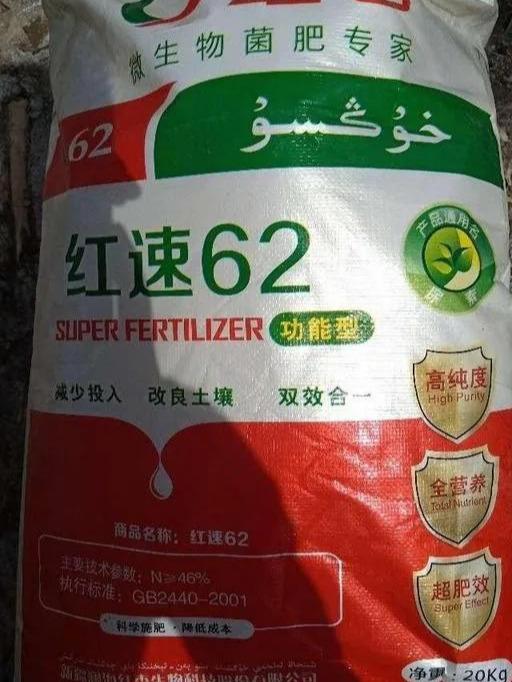 微生物菌肥专家
62
خۇڭسۇ
红速62
SUPER FERTILIZER 功能型
产品通用名
尿素
减少投入 改良土壤 双效合一
高纯度
High Purity
全营养
Total Nutrient
超肥效
Super Effect
商品名称：红速62
主要技术参数：N≥46%
执行标准：GB2440-2001
科学施肥·降低成本
净重：20Kg